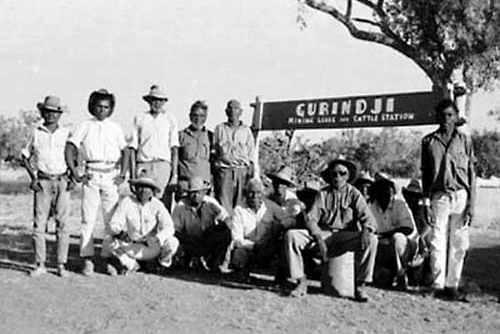 GURINDJI
MINING LEASE AND CATTLE STATION